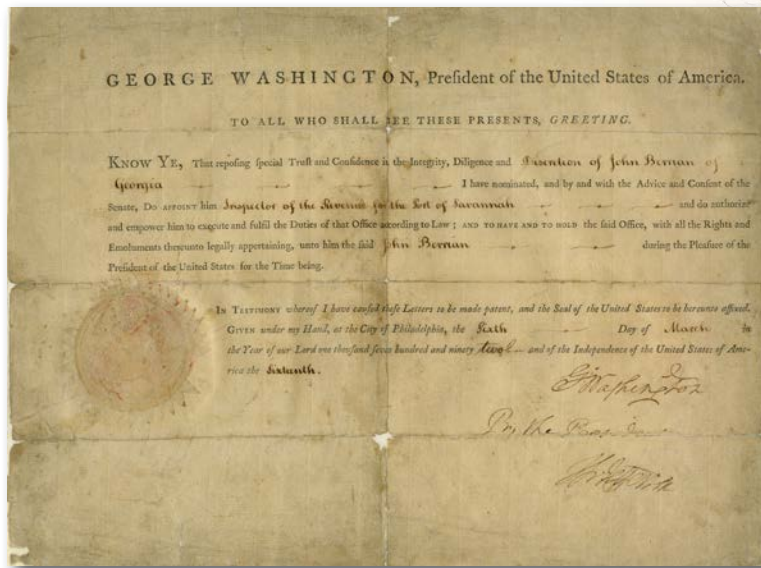 GEORGE WASHINGTON, Preſident of the United States of America.
TO ALL WHO SHALL SEE THESE PRESENTS, GREETING.
KNOW YE, That repoſing ſpecial Truſt and Confidence in the Integrity, Diligence and Diſcretion of John Berrian of
Georgia I have nominated, and by and with the Advice and Conſent of the
Senate, DO APPOINT him Inspector of the Revenue for the Port of Savannah and do authorize
and empower him to execute and fulfil the Duties of that Office according to Law; AND TO HAVE AND TO HOLD the ſaid Office, with all the Rights and
Emoluments thereunto legally appertaining, unto him the ſaid John Berrian during the Pleaſure of the
Preſident of the United States for the Time being.
IN TESTIMONY whereof I have cauſed theſe Letters to be made patent, and the Seal of the United States to be hereunto affixed.
GIVEN under my Hand, at the City of Philadelphia, the Sixth Day of March in
the Year of our Lord one thouſand ſeven hundred and ninety two and of the Independence of the United States of Ame-
rica the Sixteenth.
G:Washington
By the President